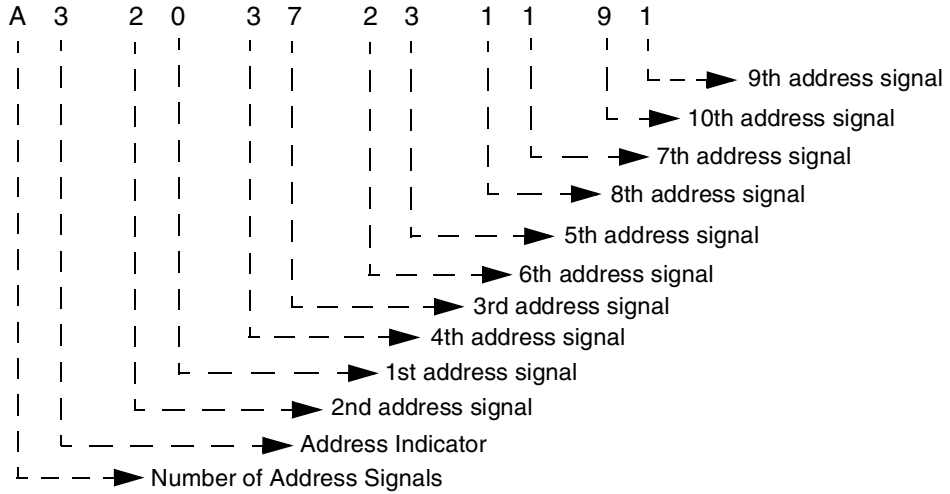 A 3 2 0 3 7 2 3 1 1 9 1
9th address signal
10th address signal
7th address signal
8th address signal
5th address signal
6th address signal
3rd address signal
4th address signal
1st address signal
2nd address signal
Address Indicator
Number of Address Signals